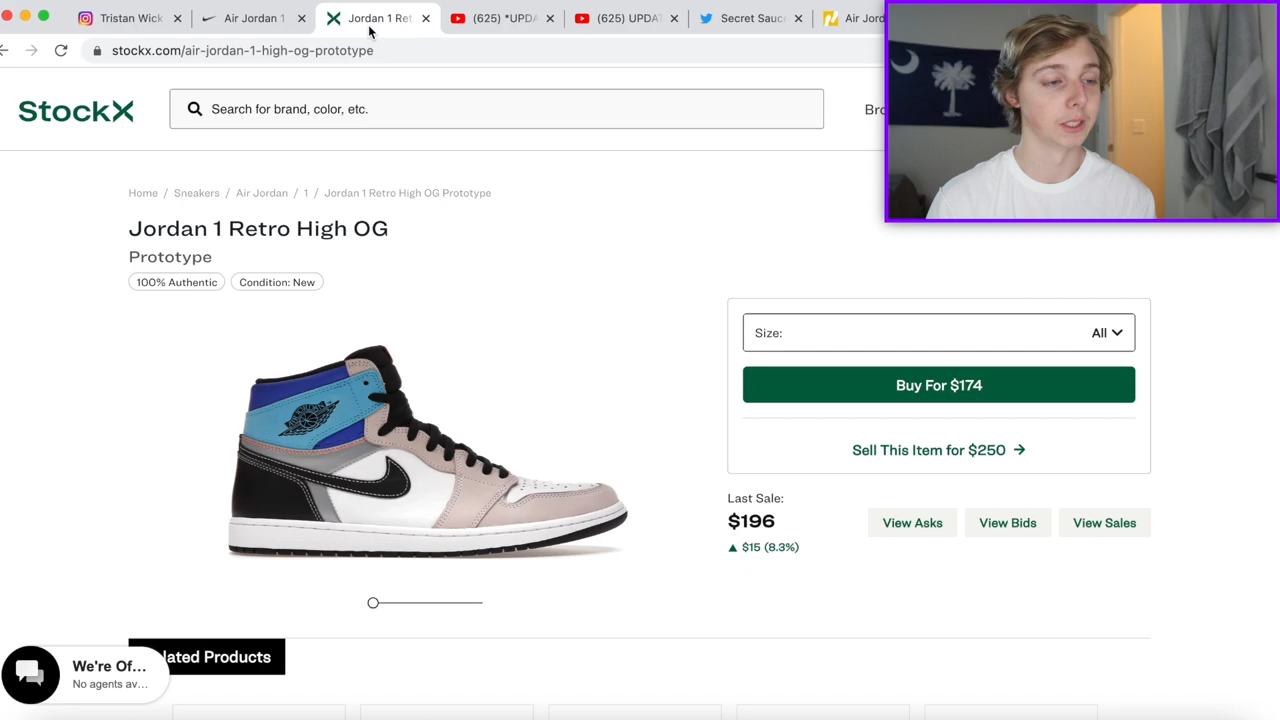 Tristan Wick
Air Jordan 1
Jordan 1 Ret
(625) *UPDA
(625) UPDAT
Secret Sauc
Air Jord
stockx.com/air-jordan-1-high-og-prototype
StockX
Search for brand, color, etc.
Bro
Home / Sneakers / Air Jordan / 1 / Jordan 1 Retro High OG Prototype
Jordan 1 Retro High OG
Prototype
100% Authentic
Condition: New
Size:
All
Buy For $174
Sell This Item for $250 →
Last Sale:
$196
▲ $15 (8.3%)
View Asks
View Bids
View Sales
lated Products
We're Of...
No agents av...